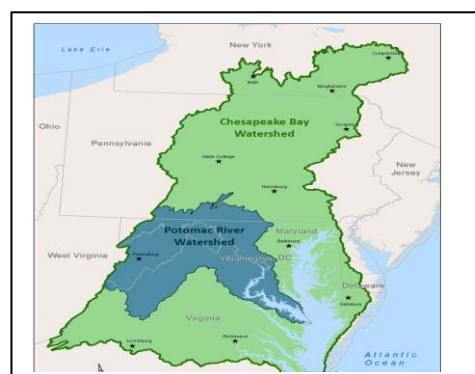 New York
Lake Erie
Cooperstown
Bath
Binghamton
Chesapeake Bay
Watershed
Scranton
Ohio
Pennsylvania
State College
New
Jersey
Harrisburg
Potomac River
Watershed
Maryland
Baltimore
West Virginia
Petersburg
Washington, DC
Delaware
Salisbury
Virginia
Lynchburg
Richmond
Atlantic
Ocean